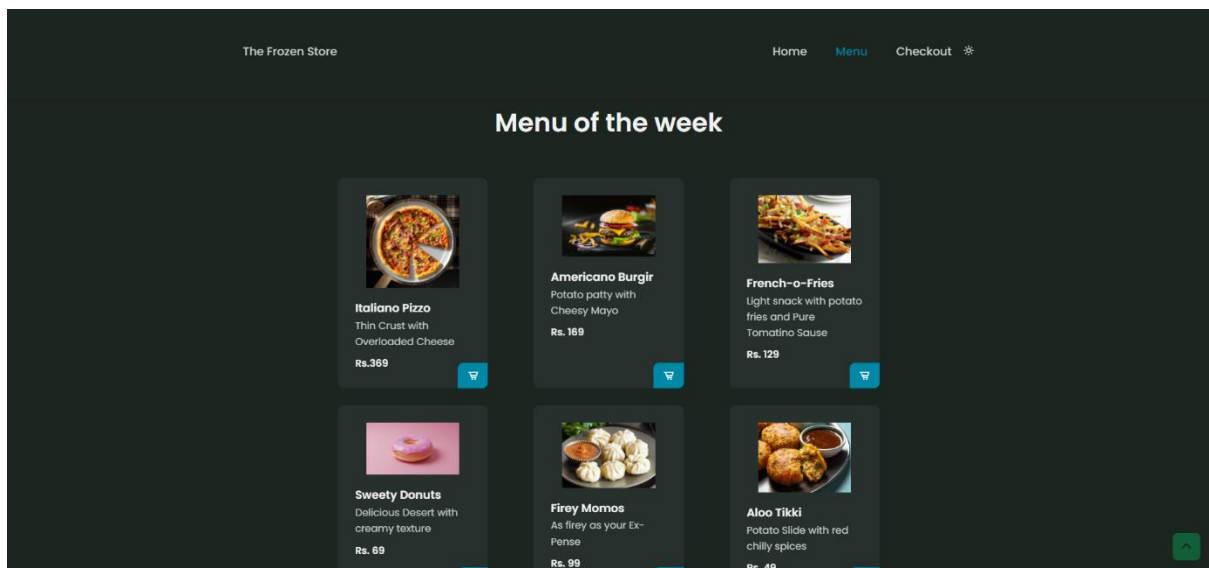 The Frozen Store
Home Menu Checkout
Menu of the week
Italiano Pizzo
Thin Crust with
Overloaded Cheese
Rs.369
Americano Burgir
Potato patty with
Cheesy Mayo
Rs. 169
French-o-Fries
Light snack with potato
fries and Pure
Tomatino Sause
Rs. 129
Sweety Donuts
Delicious Desert with
creamy texture
Rs. 69
Firey Momos
As firey as your Ex-
Pense
Rs. 99
Aloo Tikki
Potato Slide with red
chilly spices
Rs. 49